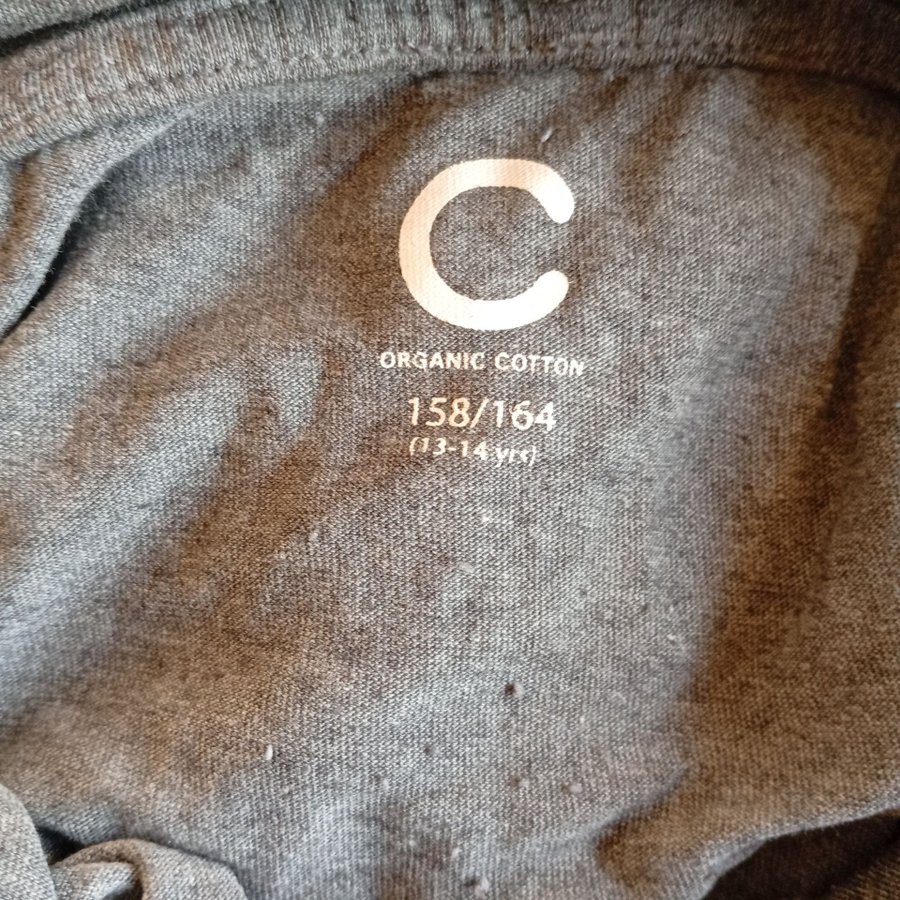 C
ORGANIC COTTON
158/164
(13-14 yrs)